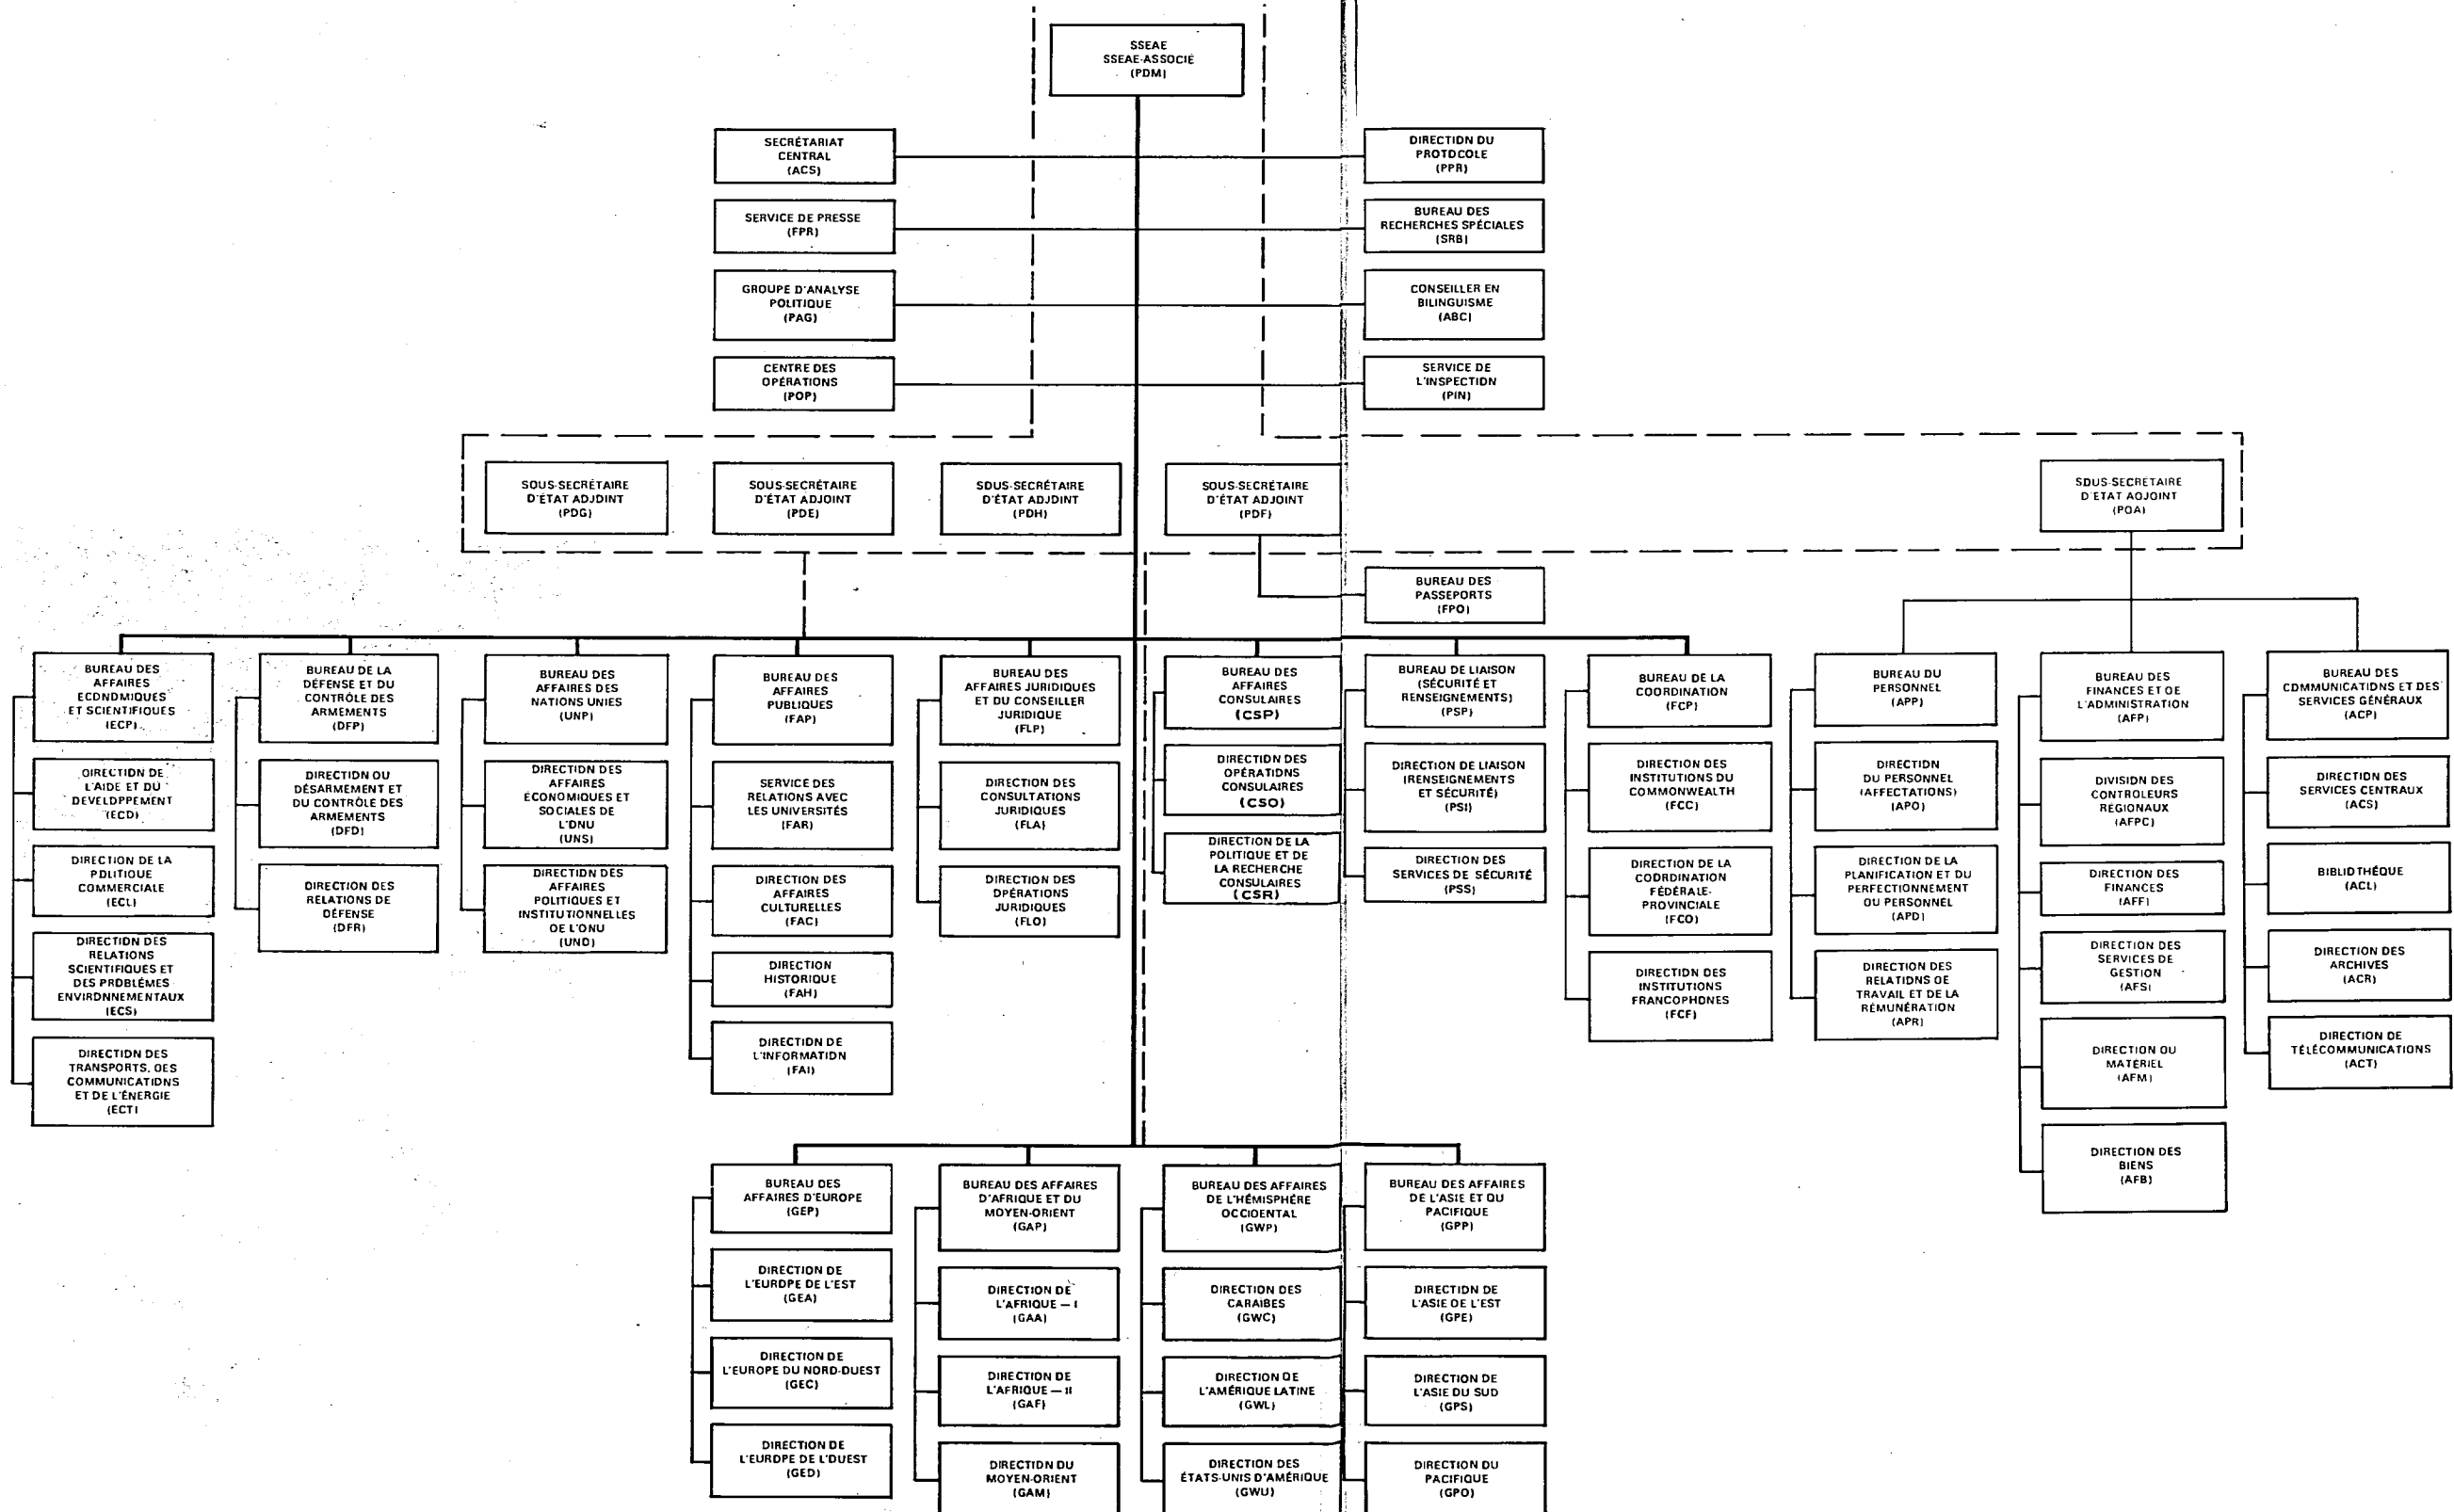 SSEAE
SSEAE-ASSOCIÉ
(PDM)
SECRÉTARIAT
CENTRAL
(ACS)
DIRECTION DU
PROTOCOLE
(PPR)
SERVICE DE PRESSE
(FPR)
BUREAU DES
RECHERCHES SPÉCIALES
(SRB)
GROUPE D'ANALYSE
POLITIQUE
(PAG)
CONSEILLER EN
BILINGUISME
(ABC)
CENTRE DES
OPÉRATIONS
(POP)
SERVICE DE
L'INSPECTION
(PIN)
SOUS-SECRÉTAIRE
D'ÉTAT ADJOINT
(PDG)
SOUS-SECRÉTAIRE
D'ÉTAT ADJOINT
(PDE)
SOUS-SECRÉTAIRE
D'ÉTAT ADJOINT
(PDH)
SOUS-SECRÉTAIRE
D'ÉTAT ADJOINT
(PDF)
SOUS-SECRETAIRE
D'ETAT ADJOINT
(PDA)
BUREAU DES
PASSEPORTS
(FPO)
BUREAU DES
AFFAIRES
ECONOMIQUES
ET SCIENTIFIQUES
(ECP)
DIRECTION DE
L'AIDE ET DU
DEVELOPPEMENT
(ECD)
DIRECTION DE LA
POLITIQUE
COMMERCIALE
(ECL)
DIRECTION DES
RELATIONS
SCIENTIFIQUES ET
DES PROBLÈMES
ENVIRONNEMENTAUX
(ECS)
DIRECTION DES
TRANSPORTS, DES
COMMUNICATIONS
ET DE L'ÉNERGIE
(ECT)
BUREAU DE LA
DÉFENSE ET DU
CONTRÔLE DES
ARMEMENTS
(DFP)
DIRECTION DU
DÉSARMEMENT ET
DU CONTRÔLE DES
ARMEMENTS
(DFD)
DIRECTION DES
RELATIONS DE
DÉFENSE
(DFR)
BUREAU DES
AFFAIRES DES
NATIONS UNIES
(UNP)
DIRECTION DES
AFFAIRES
ÉCONOMIQUES ET
SOCIALES DE
L'ONU
(UNS)
DIRECTION DES
AFFAIRES
POLITIQUES ET
INSTITUTIONNELLES
DE L'ONU
(UNO)
BUREAU DES
AFFAIRES
PUBLIQUES
(FAP)
SERVICE DES
RELATIONS AVEC
LES UNIVERSITÉS
(FAR)
DIRECTION DES
AFFAIRES
CULTURELLES
(FAC)
DIRECTION
HISTORIQUE
(FAH)
DIRECTION DE
L'INFORMATION
(FAI)
BUREAU DES
AFFAIRES JURIDIQUES
ET DU CONSEILLER
JURIDIQUE
(FLP)
DIRECTION DES
CONSULTATIONS
JURIDIQUES
(FLA)
DIRECTION DES
OPÉRATIONS
JURIDIQUES
(FLO)
BUREAU DES
AFFAIRES
CONSULAIRES
(CSP)
DIRECTION DES
OPÉRATIONS
CONSULAIRES
(CSO)
DIRECTION DE LA
POLITIQUE ET DE
LA RECHERCHE
CONSULAIRES
(CSR)
BUREAU DE LIAISON
(SÉCURITÉ ET
RENSEIGNEMENTS)
(PSP)
DIRECTION DE LIAISON
(RENSEIGNEMENTS
ET SÉCURITÉ)
(PSI)
DIRECTION DES
SERVICES DE SÉCURITÉ
(PSS)
BUREAU DE LA
COORDINATION
(FCP)
DIRECTION DES
INSTITUTIONS DU
COMMONWEALTH
(FCC)
DIRECTION DE LA
COORDINATION
FÉDÉRALE-
PROVINCIALE
(FCO)
DIRECTION DES
INSTITUTIONS
FRANCOPHONES
(FCF)
BUREAU DU
PERSONNEL
(APP)
DIRECTION
DU PERSONNEL
(AFFECTATIONS)
(APO)
DIRECTION DE LA
PLANIFICATION ET DU
PERFECTIONNEMENT
DU PERSONNEL
(APD)
DIRECTION DES
RELATIONS DE
TRAVAIL ET DE LA
RÉMUNÉRATION
(APR)
BUREAU DES
FINANCES ET DE
L'ADMINISTRATION
(AFP)
DIVISION DES
CONTROLEURS
RÉGIONAUX
(AFPC)
DIRECTION DES
FINANCES
(AFF)
DIRECTION DES
SERVICES DE
GESTION
(AFS)
DIRECTION DU
MATÉRIEL
(AFM)
DIRECTION DES
BIENS
(AFB)
BUREAU DES
COMMUNICATIONS ET DES
SERVICES GÉNÉRAUX
(ACP)
DIRECTION DES
SERVICES CENTRAUX
(ACS)
BIBLIOTHÉQUE
(ACL)
DIRECTION DES
ARCHIVES
(ACR)
DIRECTION DE
TÉLÉCOMMUNICATIONS
(ACT)
BUREAU DES
AFFAIRES D'EUROPE
(GEP)
DIRECTION DE
L'EUROPE DE L'EST
(GEA)
DIRECTION DE
L'EUROPE DU NORD-OUEST
(GEC)
DIRECTION DE
L'EUROPE DE L'OUEST
(GED)
BUREAU DES AFFAIRES
D'AFRIQUE ET DU
MOYEN-ORIENT
(GAP)
DIRECTION DE
L'AFRIQUE — I
(GAA)
DIRECTION DE
L'AFRIQUE — II
(GAF)
DIRECTION DU
MOYEN-ORIENT
(GAM)
BUREAU DES AFFAIRES
DE L'HÉMISPHÉRE
OCCIDENTAL
(GWP)
DIRECTION DES
CARAIBES
(GWC)
DIRECTION DE
L'AMÉRIQUE LATINE
(GWL)
DIRECTION DES
ÉTATS-UNIS D'AMÉRIQUE
(GWU)
BUREAU DES AFFAIRES
DE L'ASIE ET DU
PACIFIQUE
(GPP)
DIRECTION DE
L'ASIE DE L'EST
(GPE)
DIRECTION DE
L'ASIE DU SUD
(GPS)
DIRECTION DU
PACIFIQUE
(GPO)